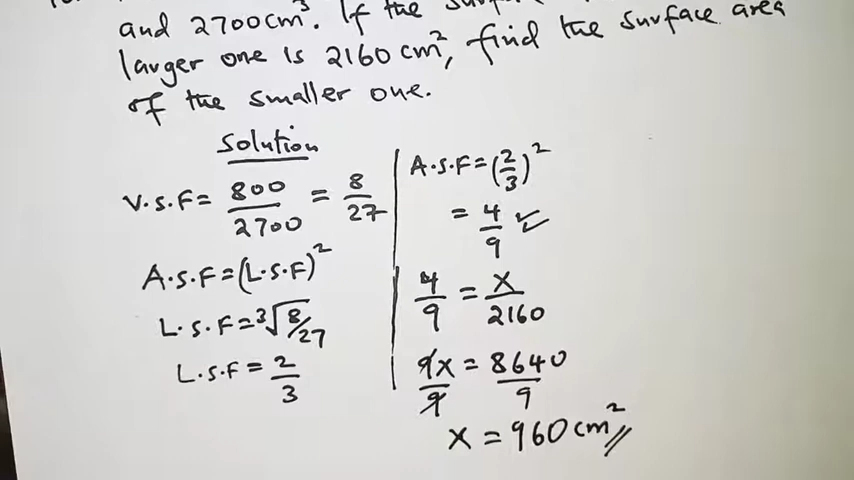 and 2700cm³. If the
larger one is 2160 cm², find the surface area
of the smaller one.
Solution
V.S.F = 800/2700 = 8/27
A.S.F = (L.S.F)²
L.S.F = ³√8/27
L.S.F = 2/3
A.S.F = (2/3)²
= 4/9 ✓
4/9 = x/2160
9x/9 = 8640/9
x = 960 cm²//